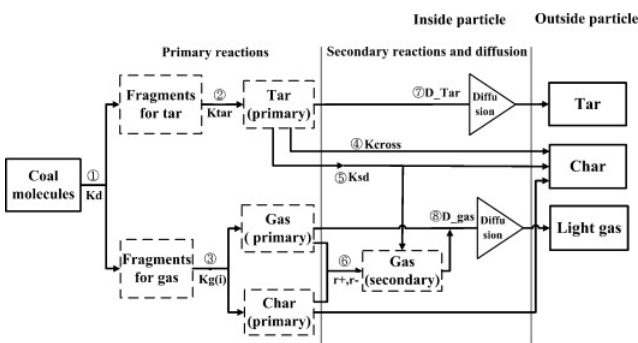 Inside particle
Outside particle
Primary reactions
Secondary reactions and diffusion
Fragments
for tar
②
Ktar
Tar
(primary)
⑦D_Tar
Diffu
sion
Tar
④Kcross
Char
⑤Ksd
Coal
molecules
①
Kd
Gas
( primary)
⑧D_gas
Diffu
sion
Light gas
Fragments
for gas
③
Kg(i)
⑥
r+,r-
Gas
(secondary)
Char
(primary)